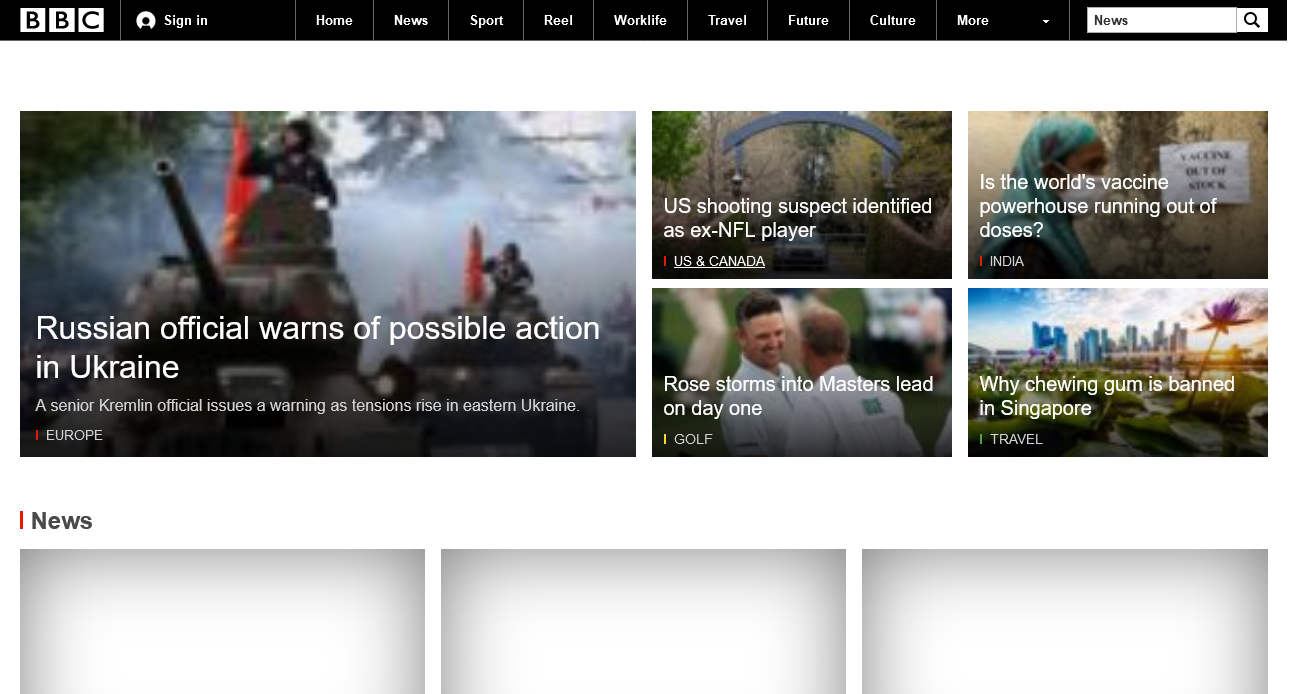 BBC
Sign in
Home
News
Sport
Reel
Worklife
Travel
Future
Culture
More
News
Russian official warns of possible action
in Ukraine
A senior Kremlin official issues a warning as tensions rise in eastern Ukraine.
EUROPE
US shooting suspect identified
as ex-NFL player
US & CANADA
VACCINE
OUT OF
STOCK
Is the world's vaccine
powerhouse running out of
doses?
INDIA
Rose storms into Masters lead
on day one
GOLF
Why chewing gum is banned
in Singapore
TRAVEL
News